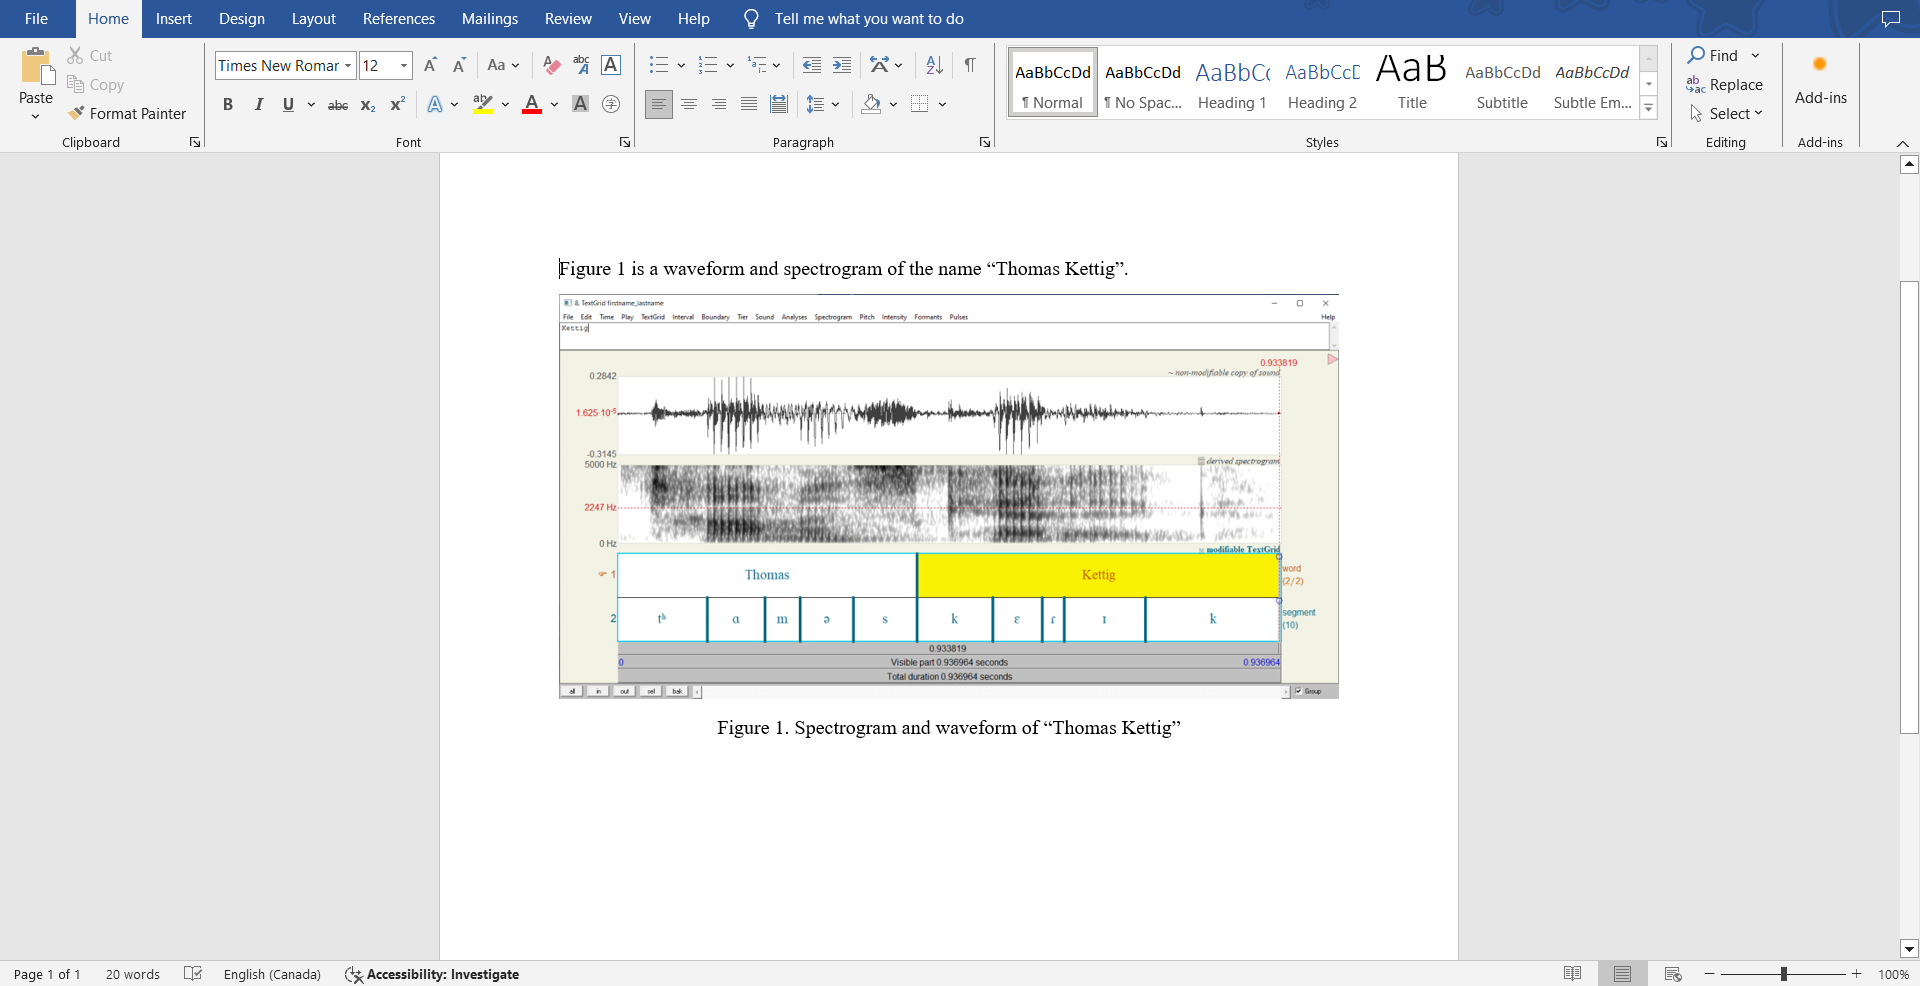 File Home Insert Design Layout References Mailings Review View Help Tell me what you want to do
Paste
Cut
Copy
Format Painter
Clipboard
Times New Romar 12
Font
Paragraph
AaBbCcDd AaBbCcDd AaBbCc AaBbCcD AaB AaBbCcDd AaBbCcDd
¶ Normal ¶ No Spac... Heading 1 Heading 2 Title Subtitle Subtle Em...
Styles
Find
Replace
Select
Editing
Add-ins
Add-ins
Figure 1 is a waveform and spectrogram of the name “Thomas Kettig”.
8. TextGrid firstname_lastname
File Edit Time Play TextGrid Interval Boundary Tier Sound Analyses Spectrogram Pitch Intensity Formants Pulses Help
Kettig
0.933819
0.2842
~ non-modifiable copy of sound
1.625·10⁻⁵
-0.3145
5000 Hz
derived spectrogram
2247 Hz
0 Hz
modifiable TextGrid
1 Thomas Kettig word (2/2)
2 tʰ ɑ m ə s k ɛ ɾ ɪ k segment (10)
0.933819
0 Visible part 0.936964 seconds 0.936964
Total duration 0.936964 seconds
all in out sel bak Group
Figure 1. Spectrogram and waveform of “Thomas Kettig”
Page 1 of 1 20 words English (Canada) Accessibility: Investigate 100%